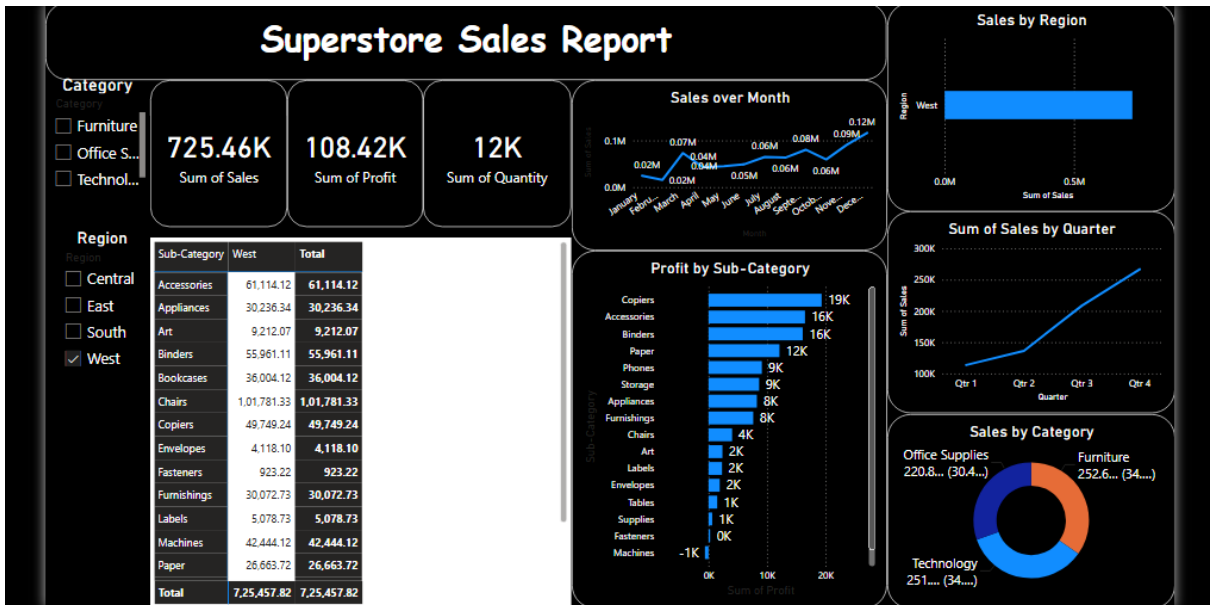 Superstore Sales Report
Category
Category
Furniture
Office S...
Technol...
Region
Region
Central
East
South
West
725.46K
Sum of Sales
108.42K
Sum of Profit
12K
Sum of Quantity
Sub-Category West Total
Accessories 61,114.12 61,114.12
Appliances 30,236.34 30,236.34
Art 9,212.07 9,212.07
Binders 55,961.11 55,961.11
Bookcases 36,004.12 36,004.12
Chairs 1,01,781.33 1,01,781.33
Copiers 49,749.24 49,749.24
Envelopes 4,118.10 4,118.10
Fasteners 923.22 923.22
Furnishings 30,072.73 30,072.73
Labels 5,078.73 5,078.73
Machines 42,444.12 42,444.12
Paper 26,663.72 26,663.72
Total 7,25,457.82 7,25,457.82
Sales over Month
Sum of Sales
0.1M
0.0M
0.02M
0.02M
0.07M
0.04M
0.04M
0.05M
0.06M
0.06M
0.08M
0.06M
0.09M
0.12M
January
Febru...
March
April
May
June
July
August
Septe...
Octob...
Nove...
Dece...
Month
Profit by Sub-Category
Sub-Category
Copiers 19K
Accessories 16K
Binders 16K
Paper 12K
Phones 9K
Storage 9K
Appliances 8K
Furnishings 8K
Chairs 4K
Art 2K
Labels 2K
Envelopes 2K
Tables 1K
Supplies 1K
Fasteners 0K
Machines -1K
0K 10K 20K
Sum of Profit
Sales by Region
Region
West
0.0M 0.5M
Sum of Sales
Sum of Sales by Quarter
Sum of Sales
300K
250K
200K
150K
100K
Qtr 1 Qtr 2 Qtr 3 Qtr 4
Quarter
Sales by Category
Office Supplies
220.8... (30.4...)
Furniture
252.6... (34....)
Technology
251.... (34....)